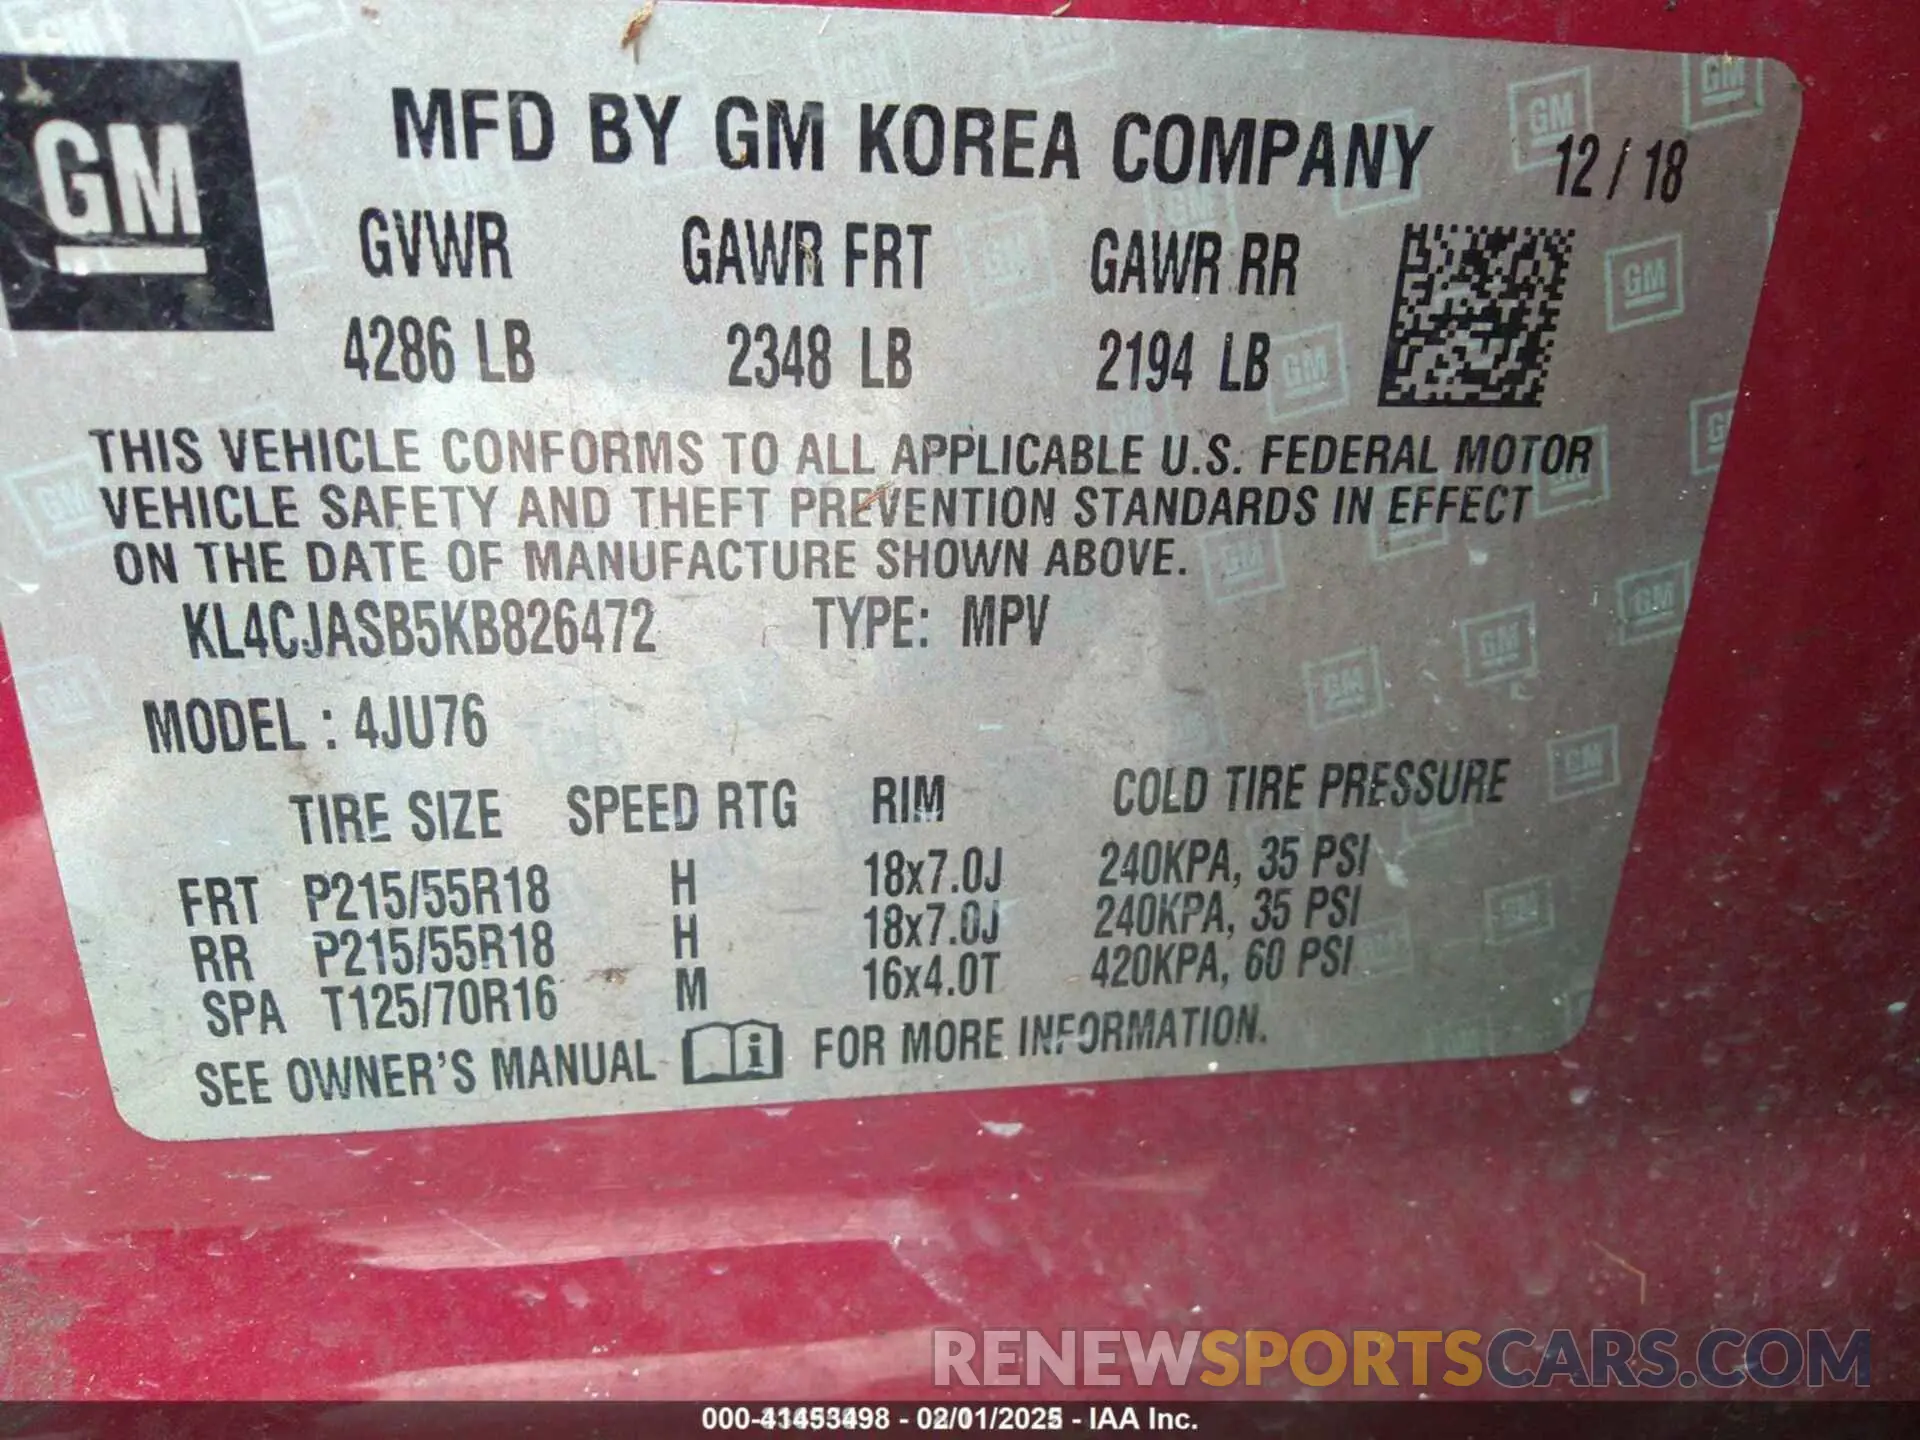 GM
MFD BY GM KOREA COMPANY 12 / 18
GVWR GAWR FRT GAWR RR
4286 LB 2348 LB 2194 LB
THIS VEHICLE CONFORMS TO ALL APPLICABLE U.S. FEDERAL MOTOR
VEHICLE SAFETY AND THEFT PREVENTION STANDARDS IN EFFECT
ON THE DATE OF MANUFACTURE SHOWN ABOVE.
KL4CJASB5KB826472 TYPE: MPV
MODEL : 4JU76
TIRE SIZE SPEED RTG RIM COLD TIRE PRESSURE
FRT P215/55R18 H 18x7.0J 240KPA, 35 PSI
RR P215/55R18 H 18x7.0J 240KPA, 35 PSI
SPA T125/70R16 M 16x4.0T 420KPA, 60 PSI
SEE OWNER'S MANUAL i FOR MORE INFORMATION.
RENEWSPORTSCARS.COM
- 02/01/2025 - IAA Inc.